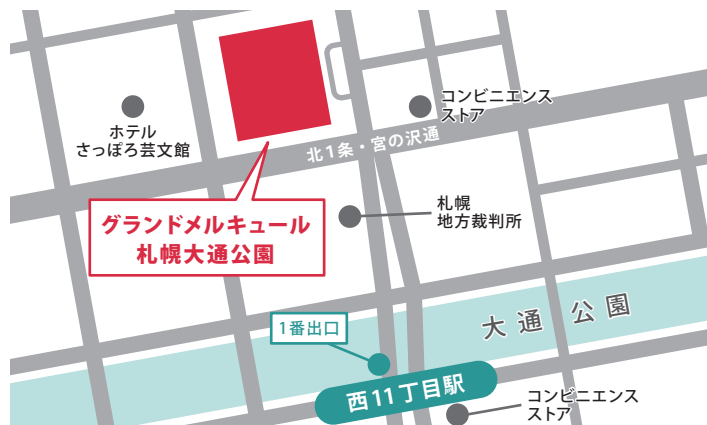 コンビニエンス
ストア
ホテル
さっぽろ芸文館
北1条・宮の沢通
グランドメルキュール
札幌大通公園
札幌
地方裁判所
大通 公園
1番出口
西11丁目駅
コンビニエンス
ストア